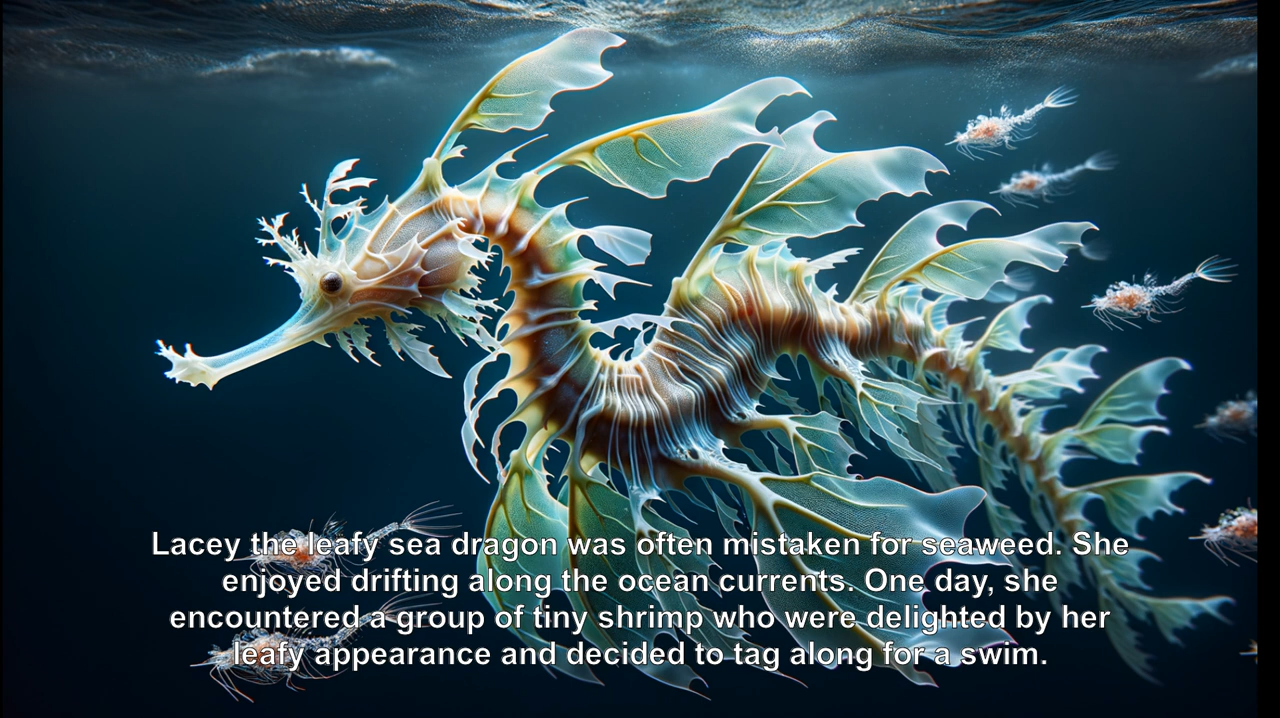 Lacey the leafy sea dragon was often mistaken for seaweed. She
enjoyed drifting along the ocean currents. One day, she
encountered a group of tiny shrimp who were delighted by her
leafy appearance and decided to tag along for a swim.